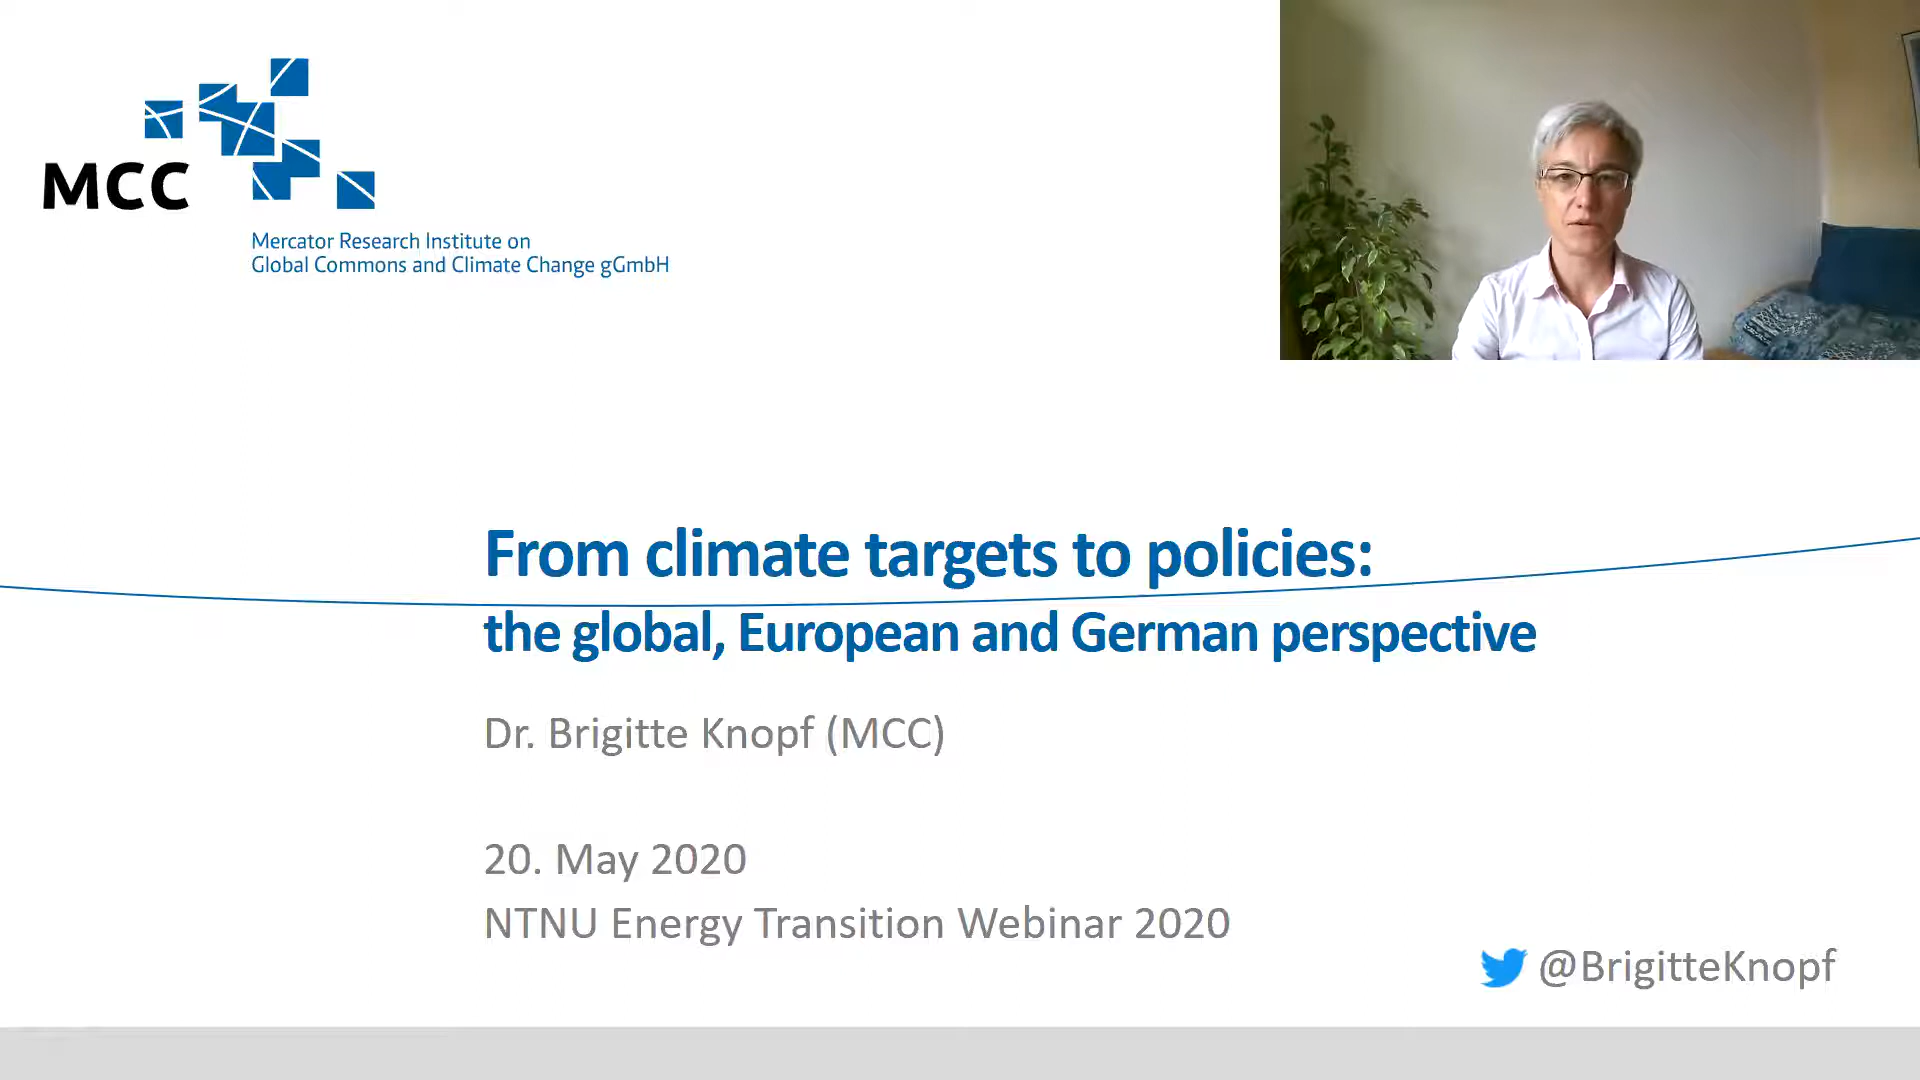 MCC
Mercator Research Institute on
Global Commons and Climate Change gGmbH
From climate targets to policies:
the global, European and German perspective
Dr. Brigitte Knopf (MCC)
20. May 2020
NTNU Energy Transition Webinar 2020
@BrigitteKnopf